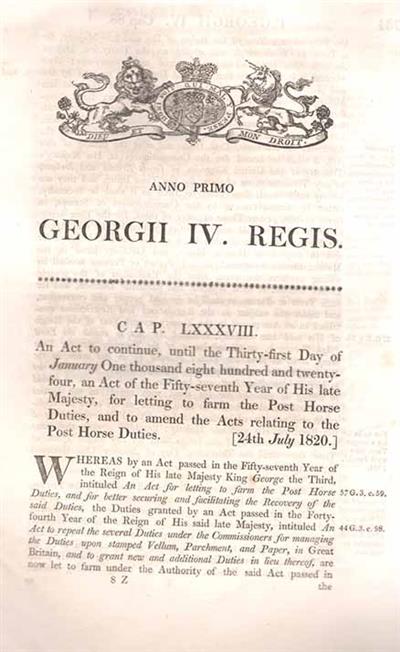 HONI SOIT QUI MAL Y PENSE
DIEU ET MON DROIT.
ANNO PRIMO
GEORGII IV. REGIS.
CAP. LXXXVIII.
An Act to continue, until the Thirty-first Day of
January One thousand eight hundred and twenty-
four, an Act of the Fifty-seventh Year of His late
Majesty, for letting to farm the Post Horse
Duties, and to amend the Acts relating to the
Post Horse Duties. [24th July 1820.]
WHEREAS by an Act passed in the Fifty-seventh Year of
the Reign of His late Majesty King George the Third,
intituled An Act for letting to farm the Post Horse 57 G.3. c. 59.
Duties, and for better securing and facilitating the Recovery of the
said Duties, the Duties granted by an Act passed in the Forty-
fourth Year of the Reign of His said late Majesty, intituled An 44 G.3. c. 98.
Act to repeal the several Duties under the Commissioners for managing
the Duties upon stamped Vellum, Parchment, and Paper, in Great
Britain, and to grant new and additional Duties in lieu thereof, are
now let to farm under the Authority of the said Act passed in
8 Z the